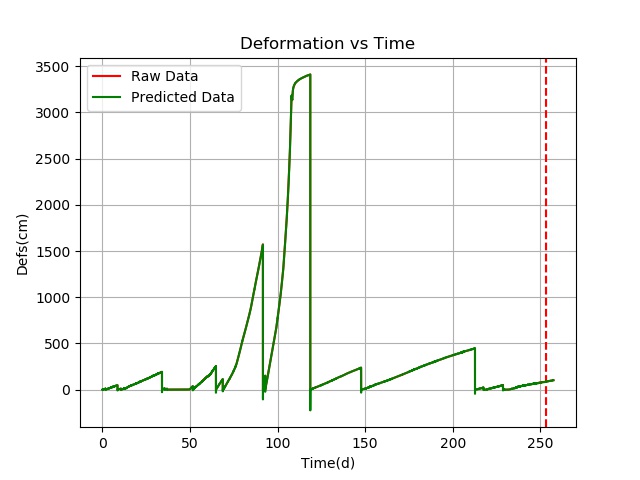 Deformation vs Time
Raw Data
Predicted Data
3500
3000
2500
2000
1500
1000
500
0
Defs(cm)
0 50 100 150 200 250
Time(d)